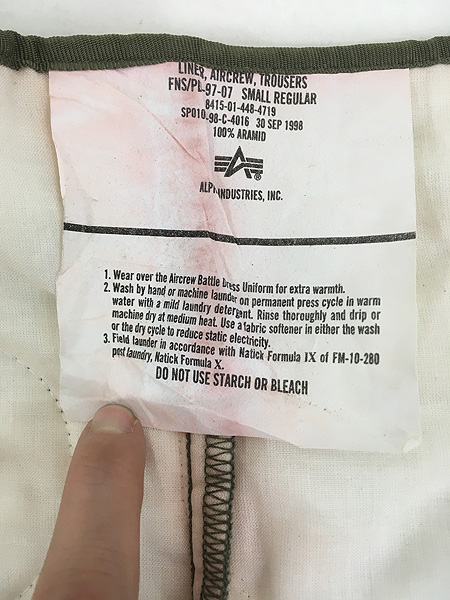 LINER, AIRCREW, TROUSERS
FNS/PL-97-07 SMALL REGULAR
8415-01-448-4719
SP010 -98-C-4016 30 SEP 1998
100% ARAMID
®
ALPHA INDUSTRIES, INC.
1. Wear over the Aircrew Battle Dress Uniform for extra warmth.
2. Wash by hand or machine launder on permanent press cycle in warm
water with a mild laundry detergent. Rinse thoroughly and drip or
machine dry at medium heat. Use a fabric softener in either the wash
or the dry cycle to reduce static electricity.
3. Field launder in accordance with Natick Formula IX of FM-10-280
post laundry, Natick Formula X.
DO NOT USE STARCH OR BLEACH